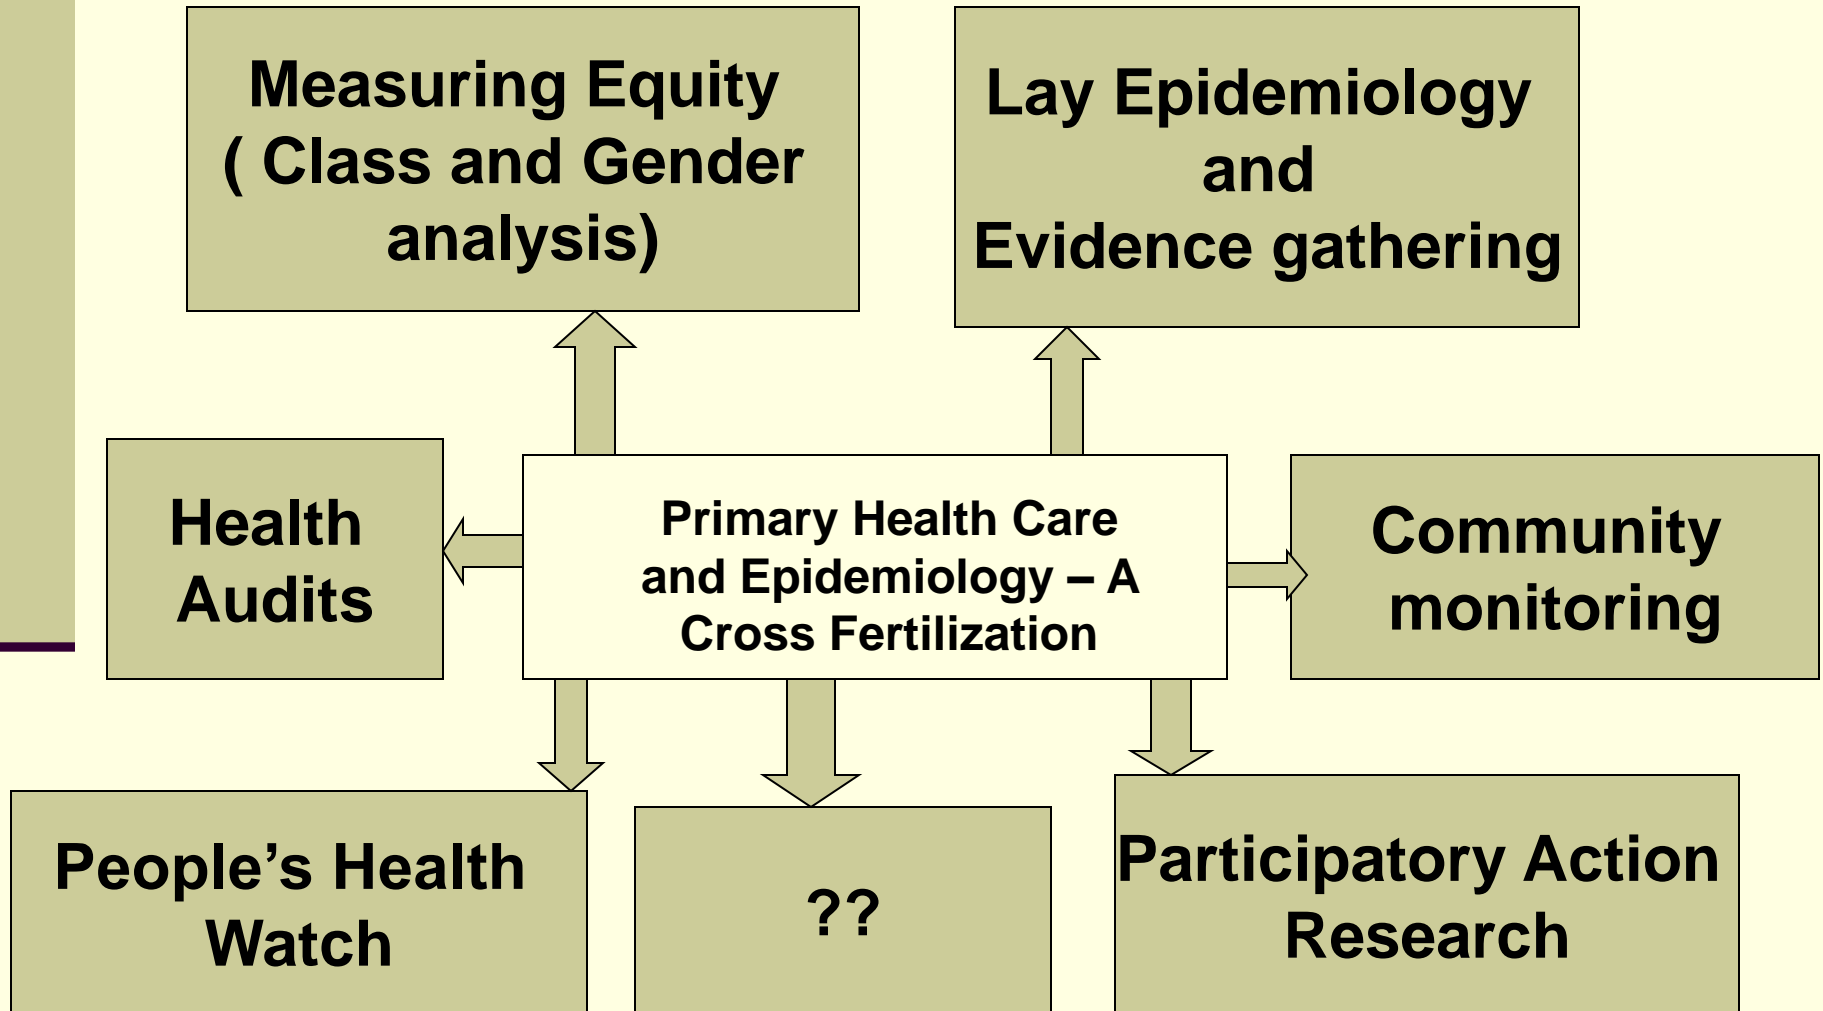 Measuring Equity
( Class and Gender
analysis)
Lay Epidemiology
and
Evidence gathering
Health
Audits
Primary Health Care
and Epidemiology – A
Cross Fertilization
Community
monitoring
People’s Health
Watch
??
Participatory Action
Research